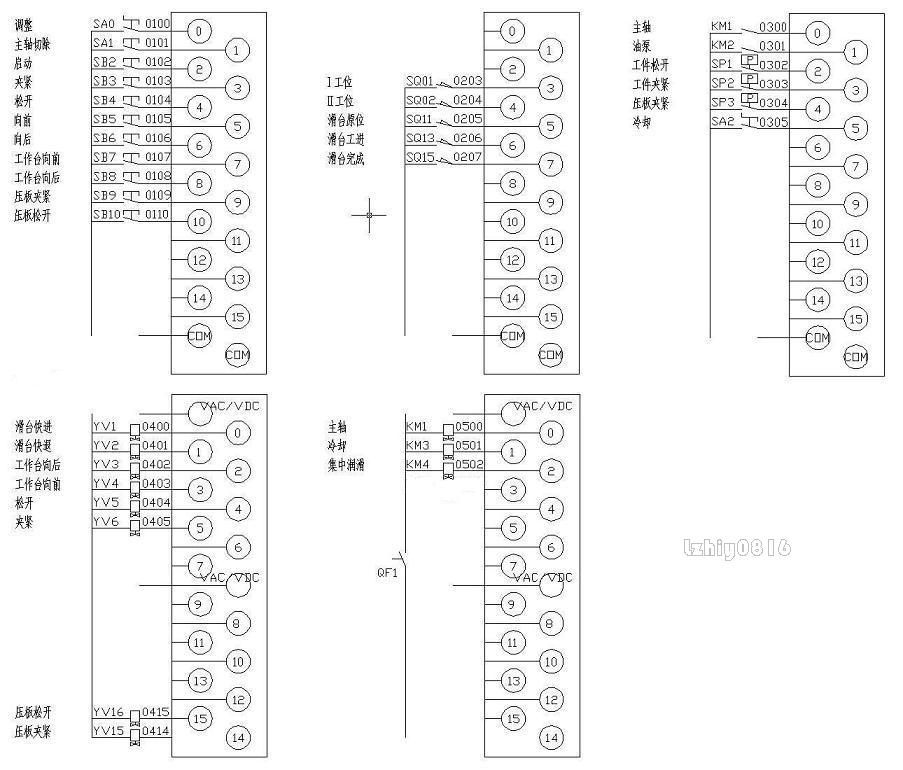 调整 SA0 0100 0
主轴切除 SA1 0101 1
启动 SB2 0102 2
夹紧 SB3 0103 3
松开 SB4 0104 4
向前 SB5 0105 5
向后 SB6 0106 6
工作台向前 SB7 0107 7
工作台向后 SB8 0108 8
压板夹紧 SB9 0109 9
压板松开 SB10 0110 10
11
12
13
14
15
COM
COM
0
1
2
I工位 SQ01 0203 3
II工位 SQ02 0204 4
滑台原位 SQ11 0205 5
滑台工进 SQ13 0206 6
滑台完成 SQ15 0207 7
8
9
10
11
12
13
14
15
COM
COM
主轴 KM1 0300 0
油泵 KM2 0301 1
工件松开 SP1 P 0302 2
工件夹紧 SP2 P 0303 3
压板夹紧 SP3 P 0304 4
冷却 SA2 0305 5
6
7
8
9
10
11
12
13
14
15
COM
COM
VAC/VDC
滑台快进 YV1 0400 0
滑台快退 YV2 0401 1
工作台向后 YV3 0402 2
工作台向前 YV4 0403 3
松开 YV5 0404 4
夹紧 YV6 0405 5
6
7
VAC/VDC
9
8
11
10
13
12
压板松开 YV16 0415 15
压板夹紧 YV15 0414 14
VAC/VDC
主轴 KM1 0500 0
冷却 KM3 0501 1
集中润滑 KM4 0502 2
3
4
5
6
QF1 7
VAC/VDC
9
8
11
10
13
12
15
14
lzhiy0816